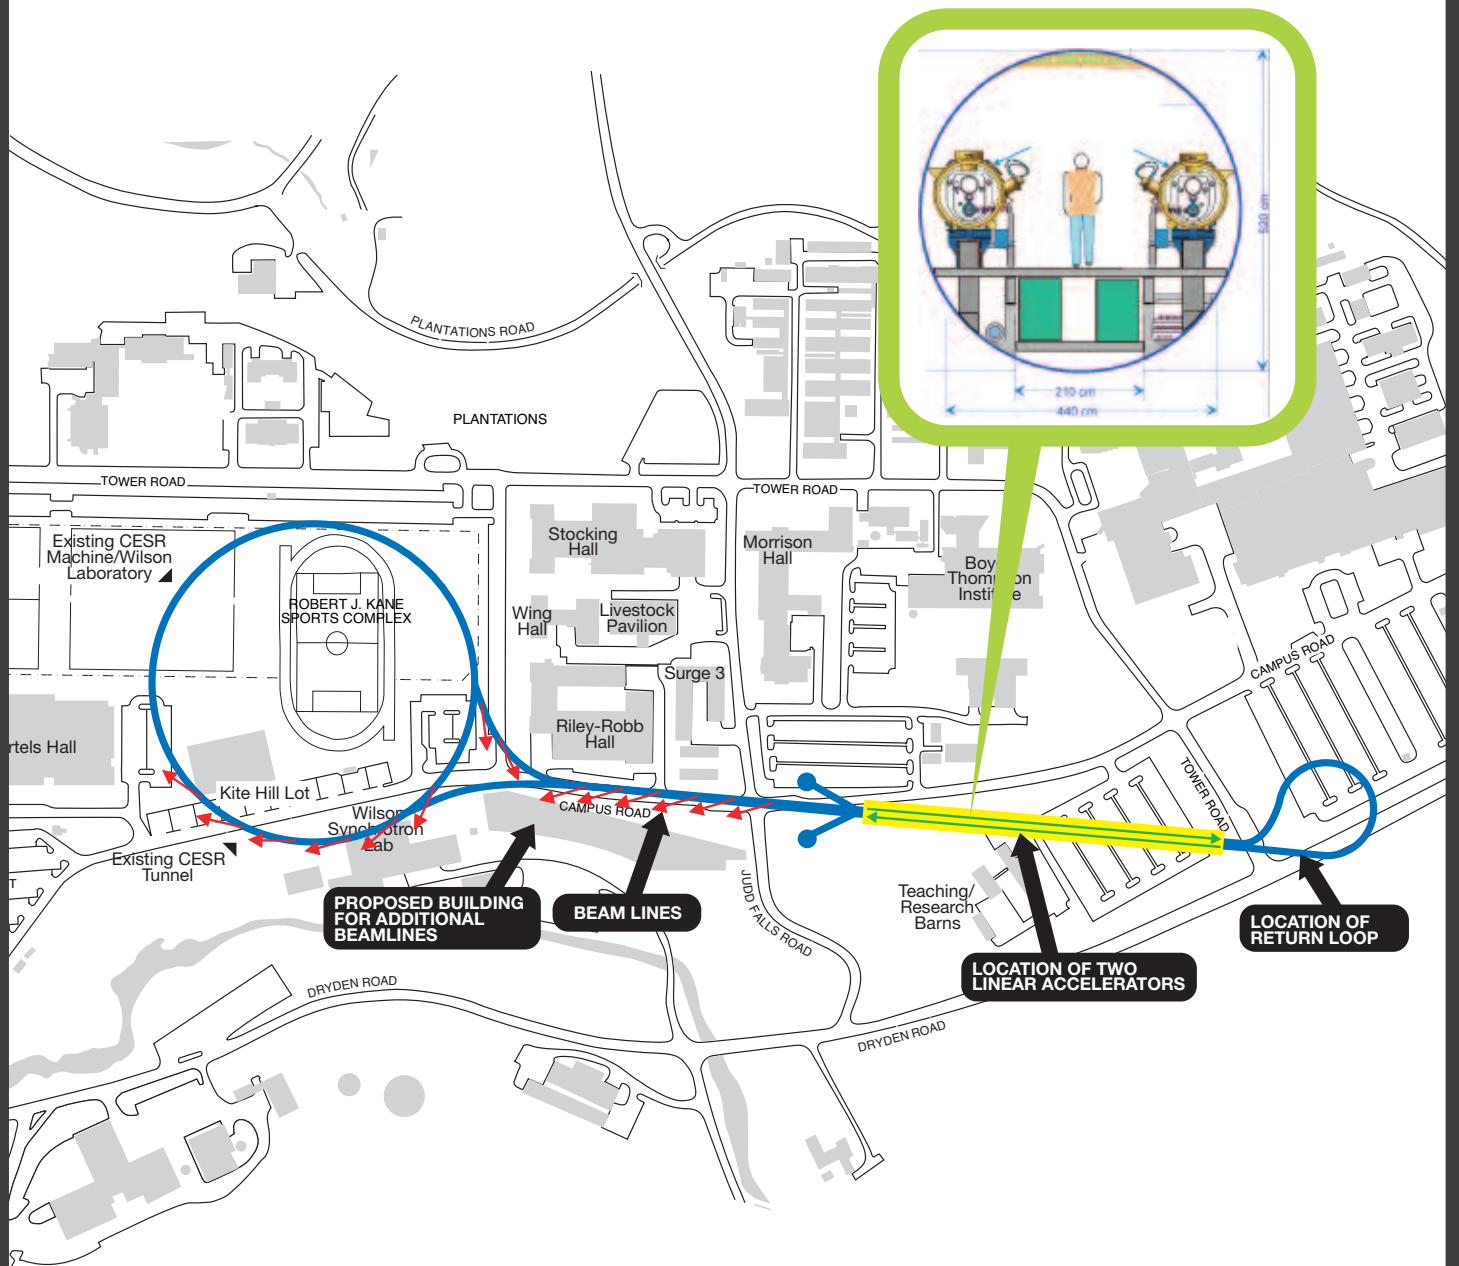 520 cm
210 cm
440 cm
PLANTATIONS ROAD
PLANTATIONS
TOWER ROAD
TOWER ROAD
Existing CESR
Machine/Wilson
Laboratory
Stocking
Hall
Morrison
Hall
Boyce
Thompson
Institute
ROBERT J. KANE
SPORTS COMPLEX
Wing
Hall
Livestock
Pavilion
CAMPUS ROAD
Surge 3
Riley-Robb
Hall
rtels Hall
Kite Hill Lot
TOWER ROAD
CAMPUS ROAD
Wilson
Synchrotron
Lab
Existing CESR
Tunnel
T
JUDD FALLS ROAD
Teaching/
Research
Barns
PROPOSED BUILDING
FOR ADDITIONAL
BEAMLINES
BEAM LINES
LOCATION OF
RETURN LOOP
LOCATION OF TWO
LINEAR ACCELERATORS
DRYDEN ROAD
DRYDEN ROAD